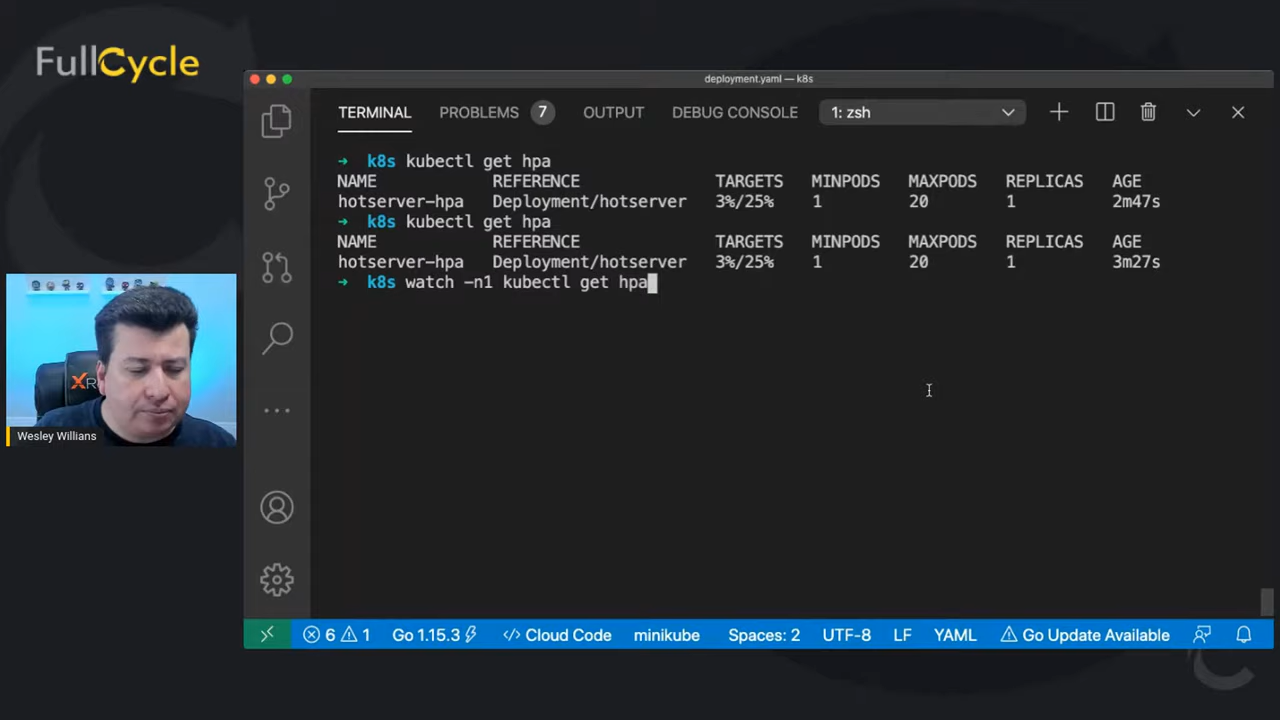 FullCycle
deployment.yaml — k8s
TERMINAL PROBLEMS 7 OUTPUT DEBUG CONSOLE 1: zsh
→ k8s kubectl get hpa
NAME REFERENCE TARGETS MINPODS MAXPODS REPLICAS AGE
hotserver-hpa Deployment/hotserver 3%/25% 1 20 1 2m47s
→ k8s kubectl get hpa
NAME REFERENCE TARGETS MINPODS MAXPODS REPLICAS AGE
hotserver-hpa Deployment/hotserver 3%/25% 1 20 1 3m27s
→ k8s watch -n1 kubectl get hpa
XR
Wesley Willians
6 1 Go 1.15.3 Cloud Code minikube Spaces: 2 UTF-8 LF YAML Go Update Available